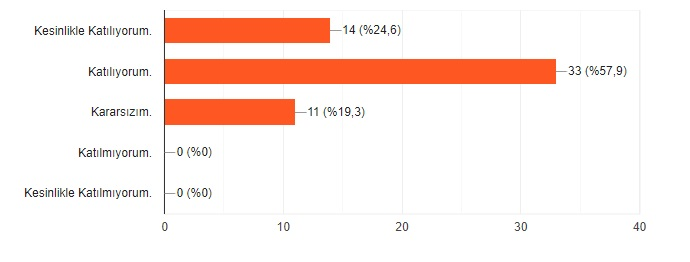 Kesinlikle Katılıyorum. 14 (%24,6)
Katılıyorum. 33 (%57,9)
Kararsızım. 11 (%19,3)
Katılmıyorum. 0 (%0)
Kesinlikle Katılmıyorum. 0 (%0)
0 10 20 30 40